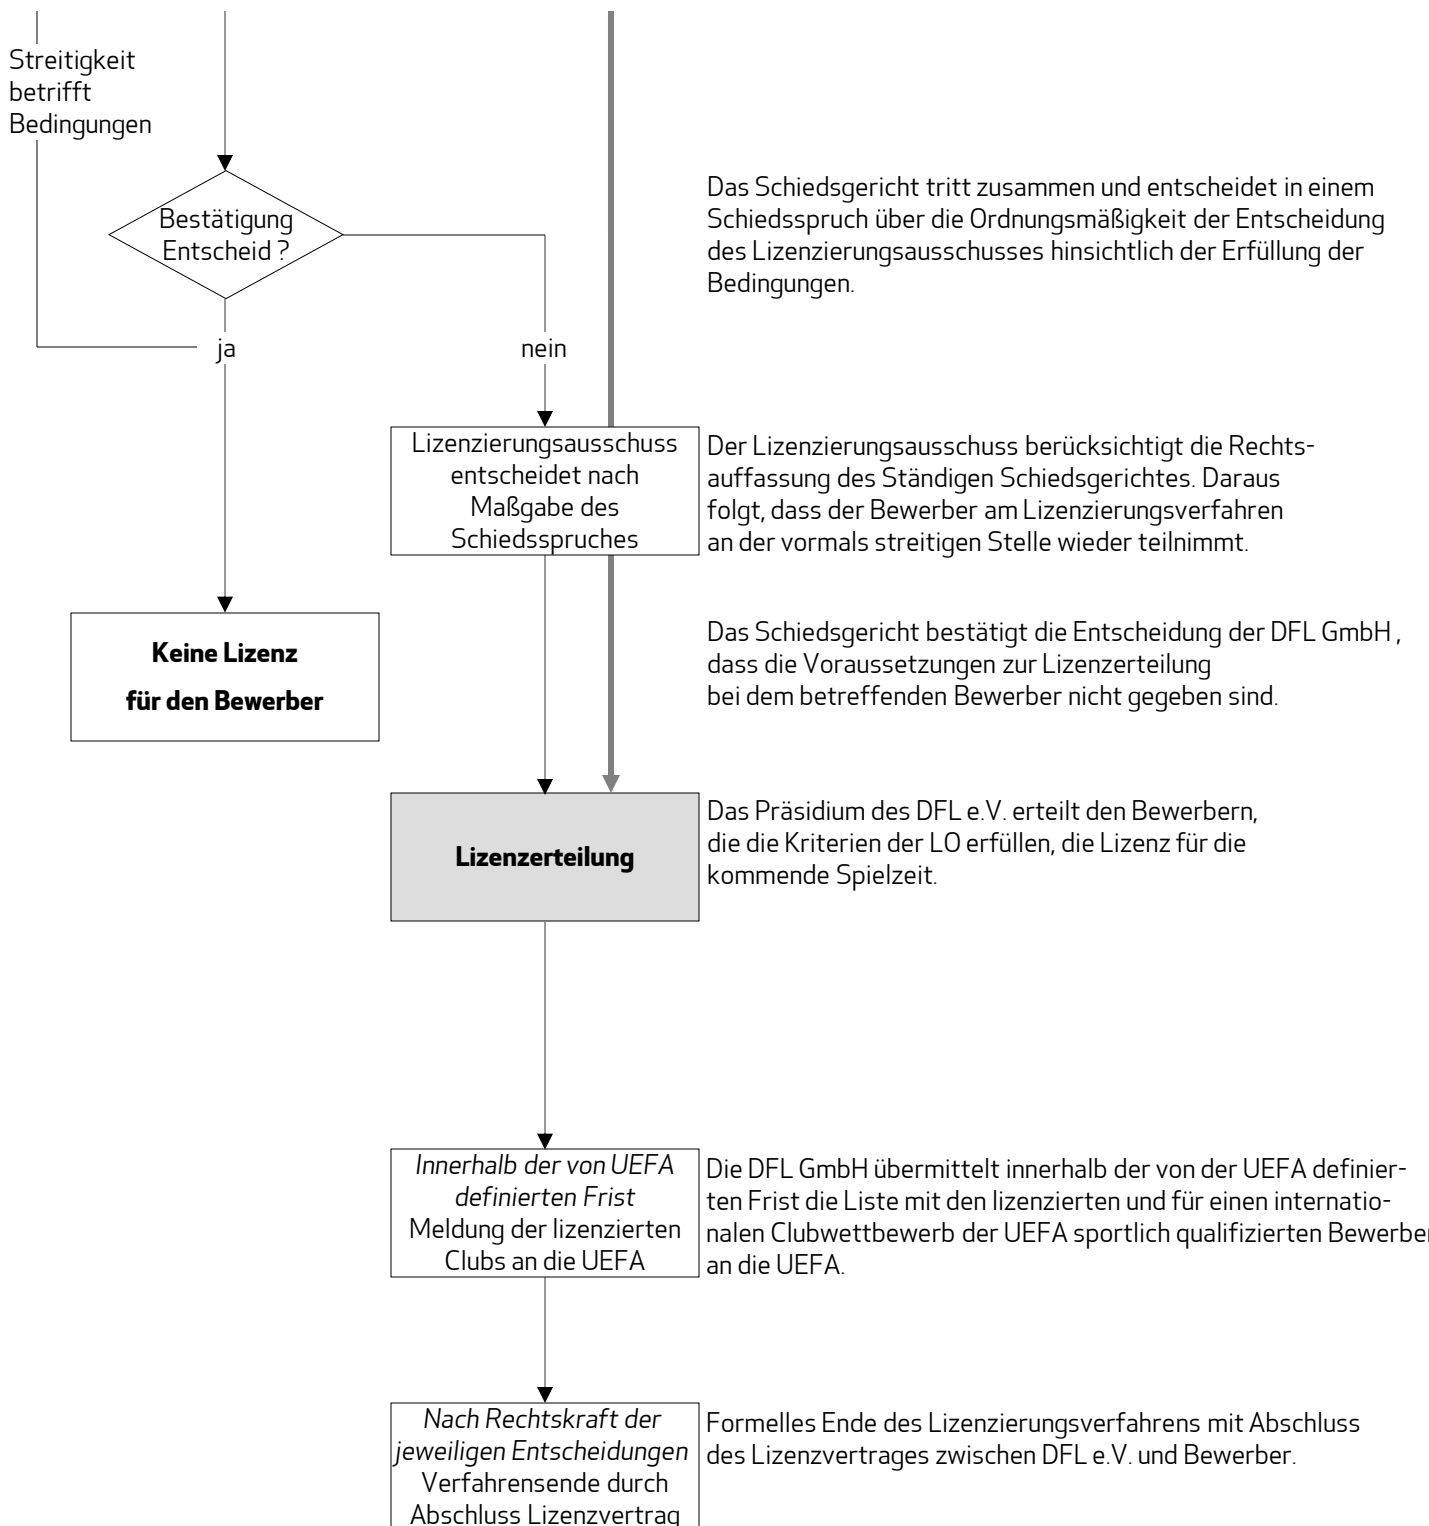 Streitigkeit
betrifft
Bedingungen
Bestätigung
Entscheid ?
Das Schiedsgericht tritt zusammen und entscheidet in einem
Schiedsspruch über die Ordnungsmäßigkeit der Entscheidung
des Lizenzierungsausschusses hinsichtlich der Erfüllung der
Bedingungen.
ja
nein
Lizenzierungsausschuss
entscheidet nach
Maßgabe des
Schiedsspruches
Der Lizenzierungsausschuss berücksichtigt die Rechts-
auffassung des Ständigen Schiedsgerichtes. Daraus
folgt, dass der Bewerber am Lizenzierungsverfahren
an der vormals streitigen Stelle wieder teilnimmt.
Keine Lizenz
für den Bewerber
Das Schiedsgericht bestätigt die Entscheidung der DFL GmbH ,
dass die Voraussetzungen zur Lizenzerteilung
bei dem betreffenden Bewerber nicht gegeben sind.
Lizenzerteilung
Das Präsidium des DFL e.V. erteilt den Bewerbern,
die die Kriterien der LO erfüllen, die Lizenz für die
kommende Spielzeit.
Innerhalb der von UEFA
definierten Frist
Meldung der lizenzierten
Clubs an die UEFA
Die DFL GmbH übermittelt innerhalb der von der UEFA definier-
ten Frist die Liste mit den lizenzierten und für einen internatio-
nalen Clubwettbewerb der UEFA sportlich qualifizierten Bewerber
an die UEFA.
Nach Rechtskraft der
jeweiligen Entscheidungen
Verfahrensende durch
Abschluss Lizenzvertrag
Formelles Ende des Lizenzierungsverfahrens mit Abschluss
des Lizenzvertrages zwischen DFL e.V. und Bewerber.